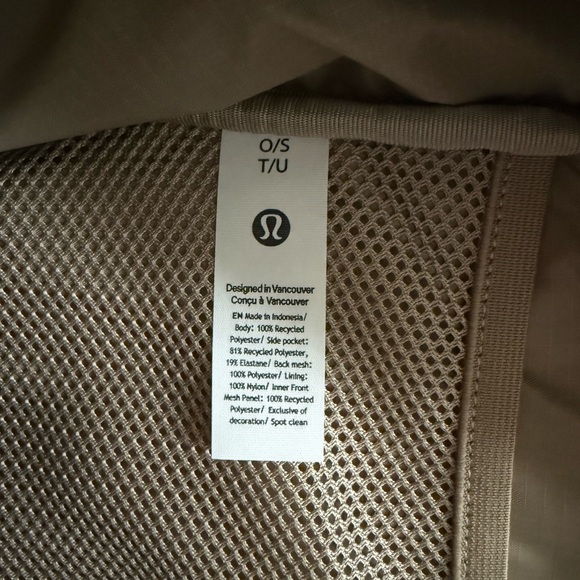 O/S
T/U
Designed in Vancouver
Conçu à Vancouver
EN Made in Indonesia/
Body: 100% Recycled
Polyester/ Side pocket:
81% Recycled Polyester,
19% Elastane/ Back mesh:
100% Polyester/ Lining:
100% Nylon/ Inner Front
Mesh Panel: 100% Recycled
Polyester/ Exclusive of
decoration/ Spot clean